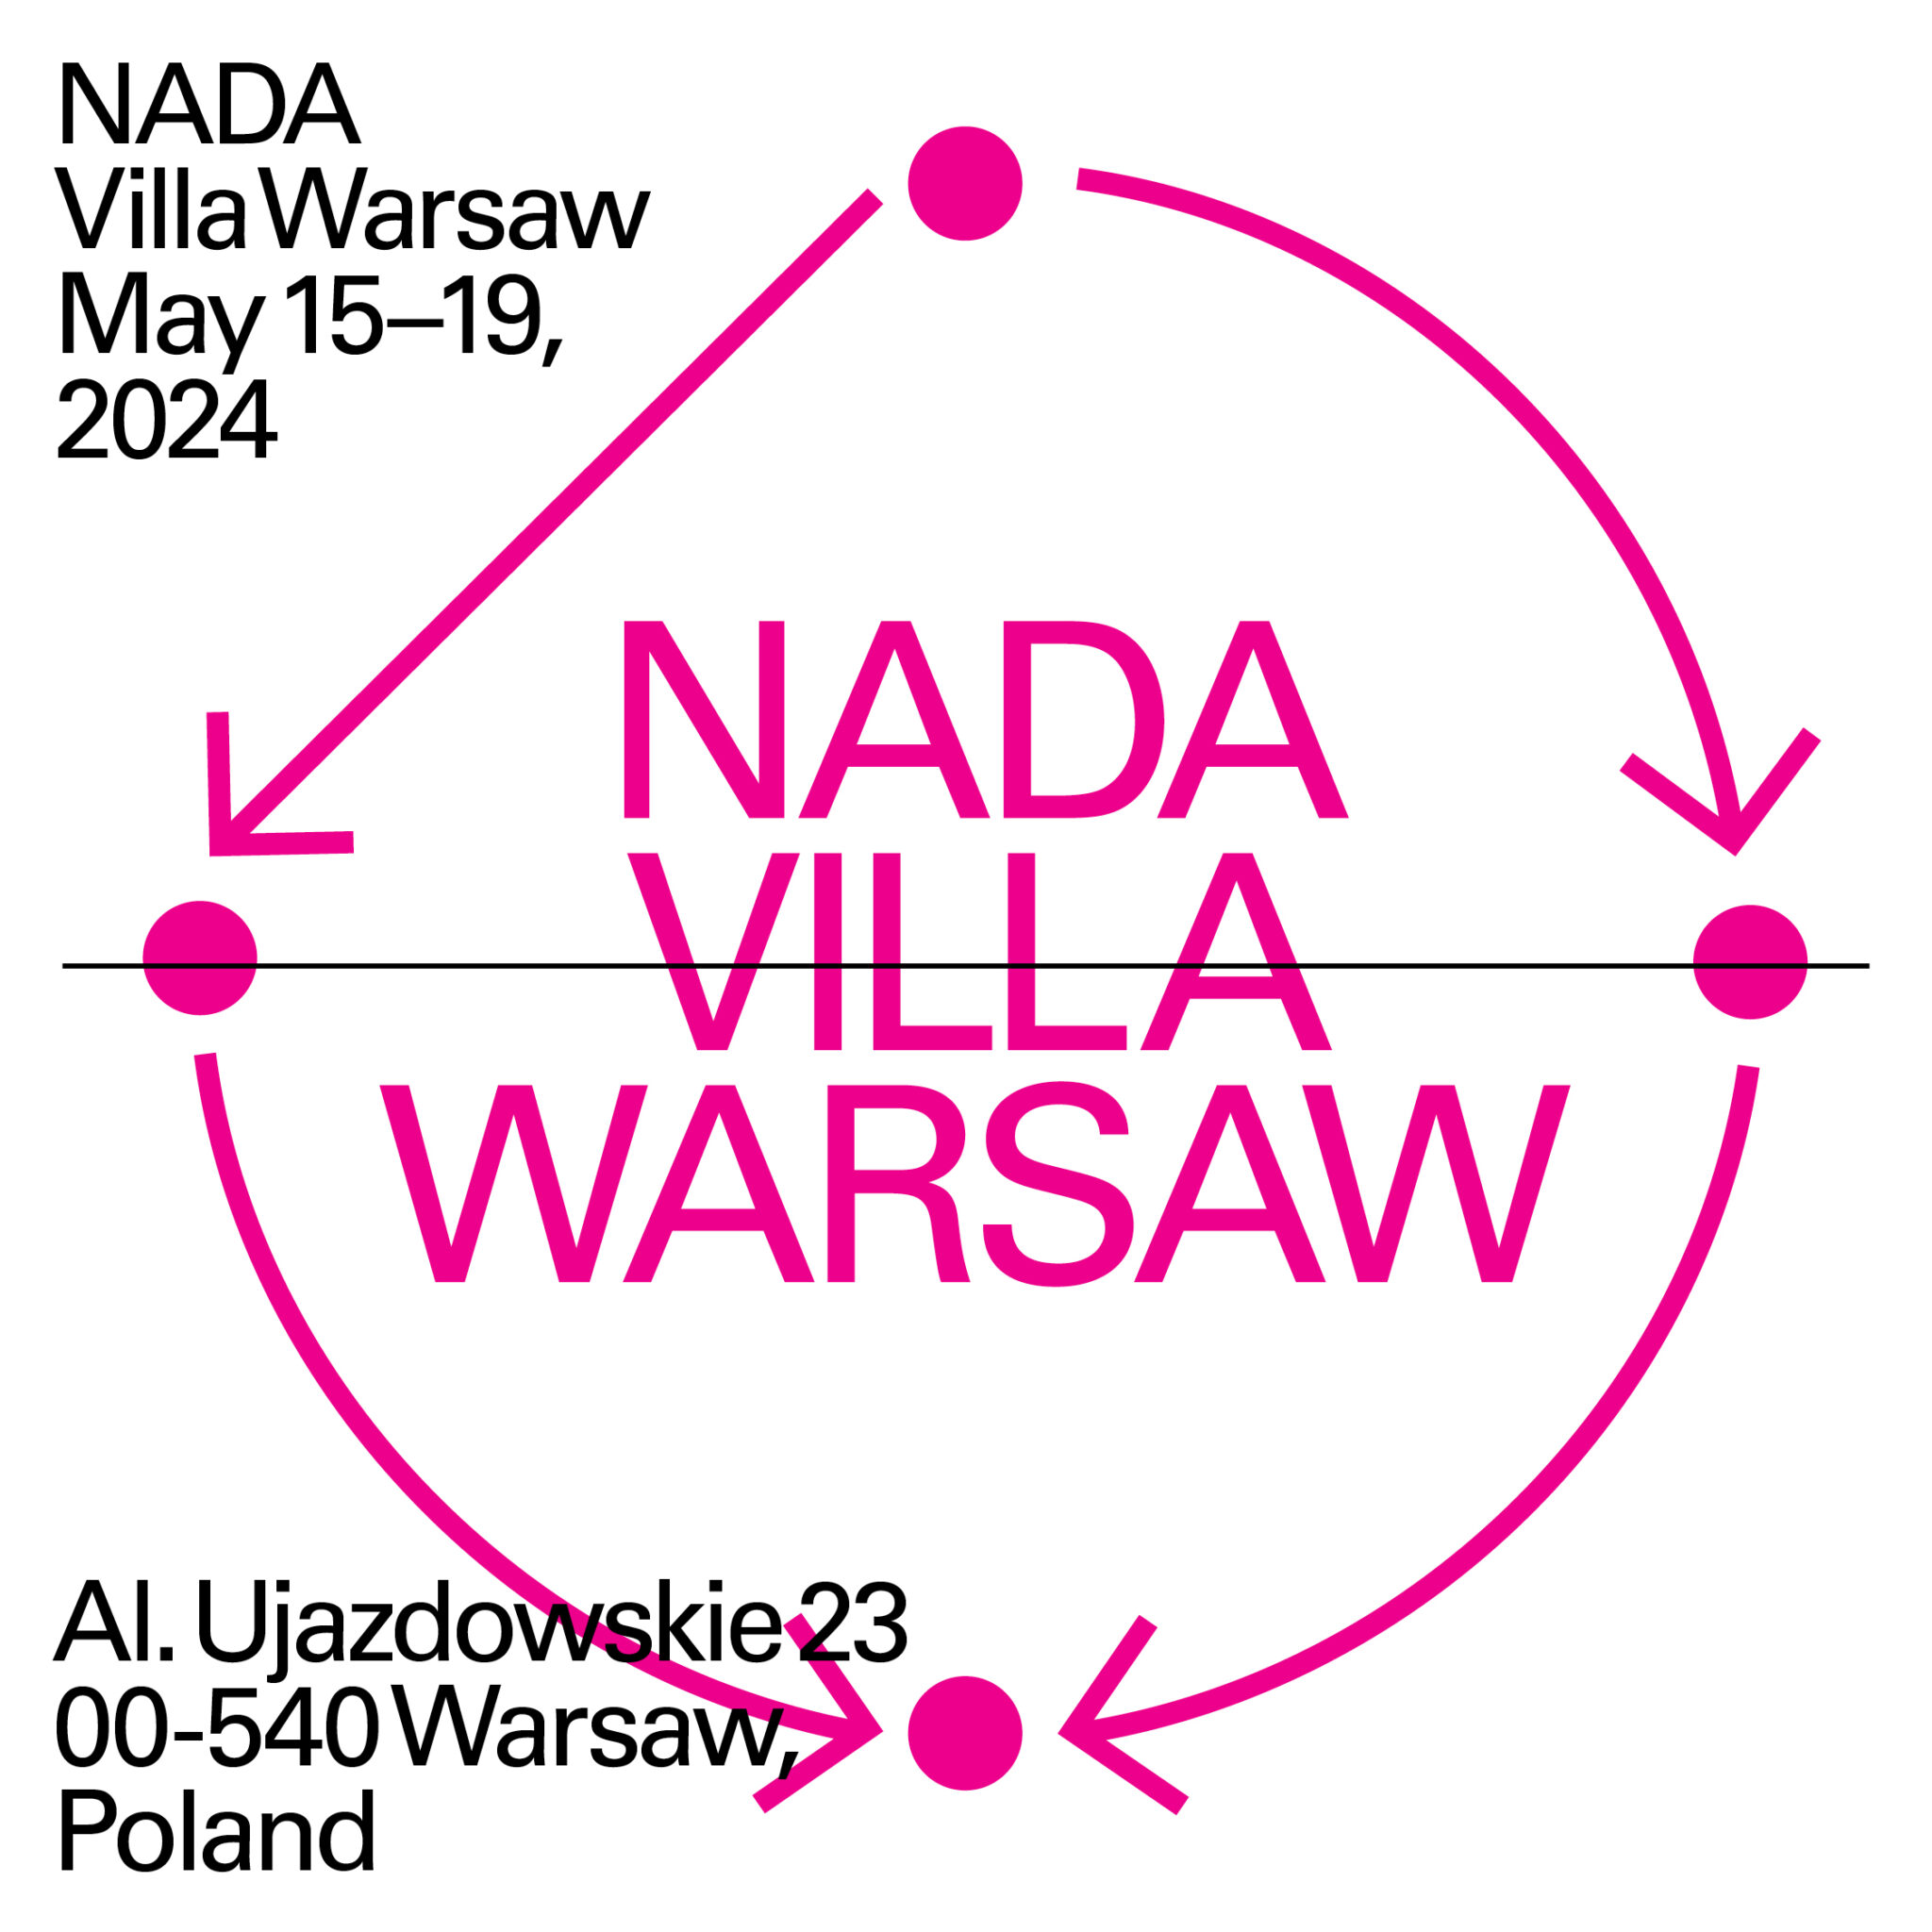 NADA
Villa Warsaw
May 15–19,
2024
NADA
VILLA
WARSAW
Al. Ujazdowskie 23
00-540 Warsaw,
Poland